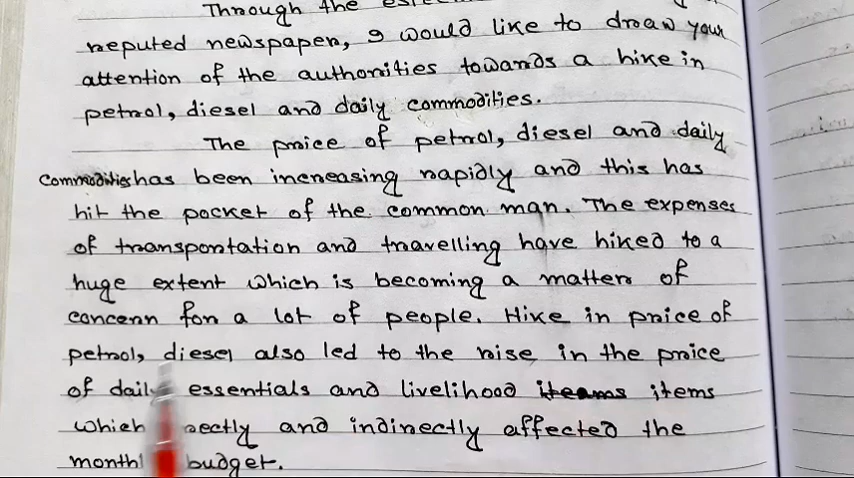 Through the
reputed newspaper, I would like to draw your
attention of the authorities towards a hike in
petrol, diesel and daily commodities.
The price of petrol, diesel and daily
commodities has been increasing rapidly and this has
hit the pocket of the common man. The expenses
of transportation and travelling have hiked to a
huge extent which is becoming a matter of
concern for a lot of people. Hike in price of
petrol, diesel also led to the rise in the price
of daily essentials and livelihood items
which and indirectly affected the
budget.